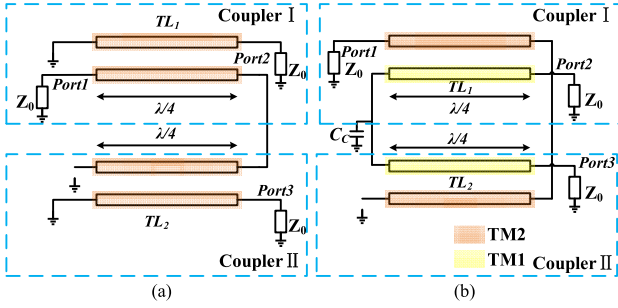 Coupler I
TL1
Port2
Port1
Z0
Z0
λ/4
λ/4
Port3
TL2
Z0
Coupler II
(a)
Coupler I
Port1
Z0
Port2
TL1
λ/4
Z0
CC
λ/4
Port3
TL2
Z0
TM2
TM1
Coupler II
(b)